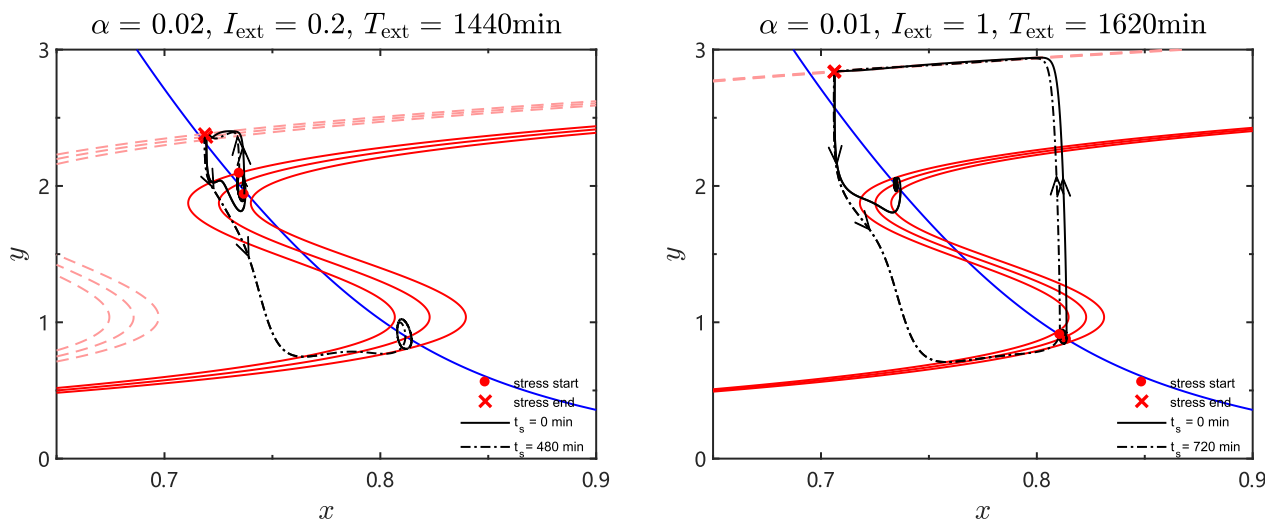 α = 0.02, I_ext = 0.2, T_ext = 1440min
3
2
1
0
y
0.7
0.8
0.9
x
stress start
stress end
t_s = 0 min
t_s = 480 min
α = 0.01, I_ext = 1, T_ext = 1620min
3
2
1
0
y
0.7
0.8
0.9
x
stress start
stress end
t_s = 0 min
t_s = 720 min